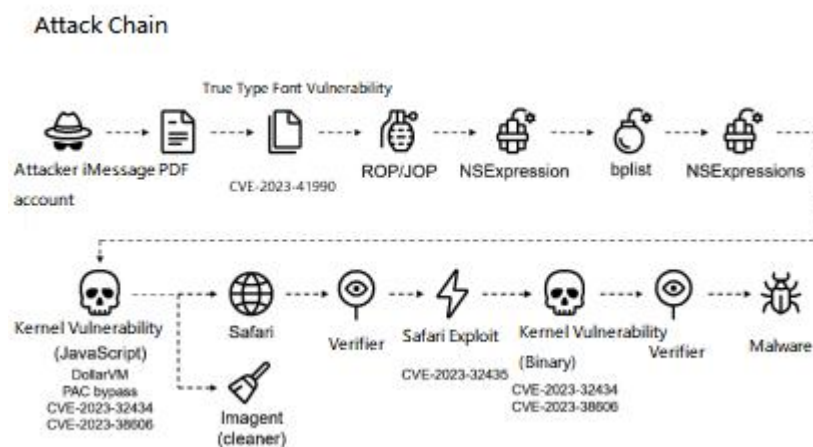 Attack Chain
True Type Font Vulnerability
Attacker iMessage
account
PDF
CVE-2023-41990
ROP/JOP
NSExpression
bplist
NSExpressions
Kernel Vulnerability
(JavaScript)
DollarVM
PAC bypass
CVE-2023-32434
CVE-2023-38606
Safari
Imagent
(cleaner)
Verifier
Safari Exploit
CVE-2023-32435
Kernel Vulnerability
(Binary)
CVE-2023-32434
CVE-2023-38606
Verifier
Malware